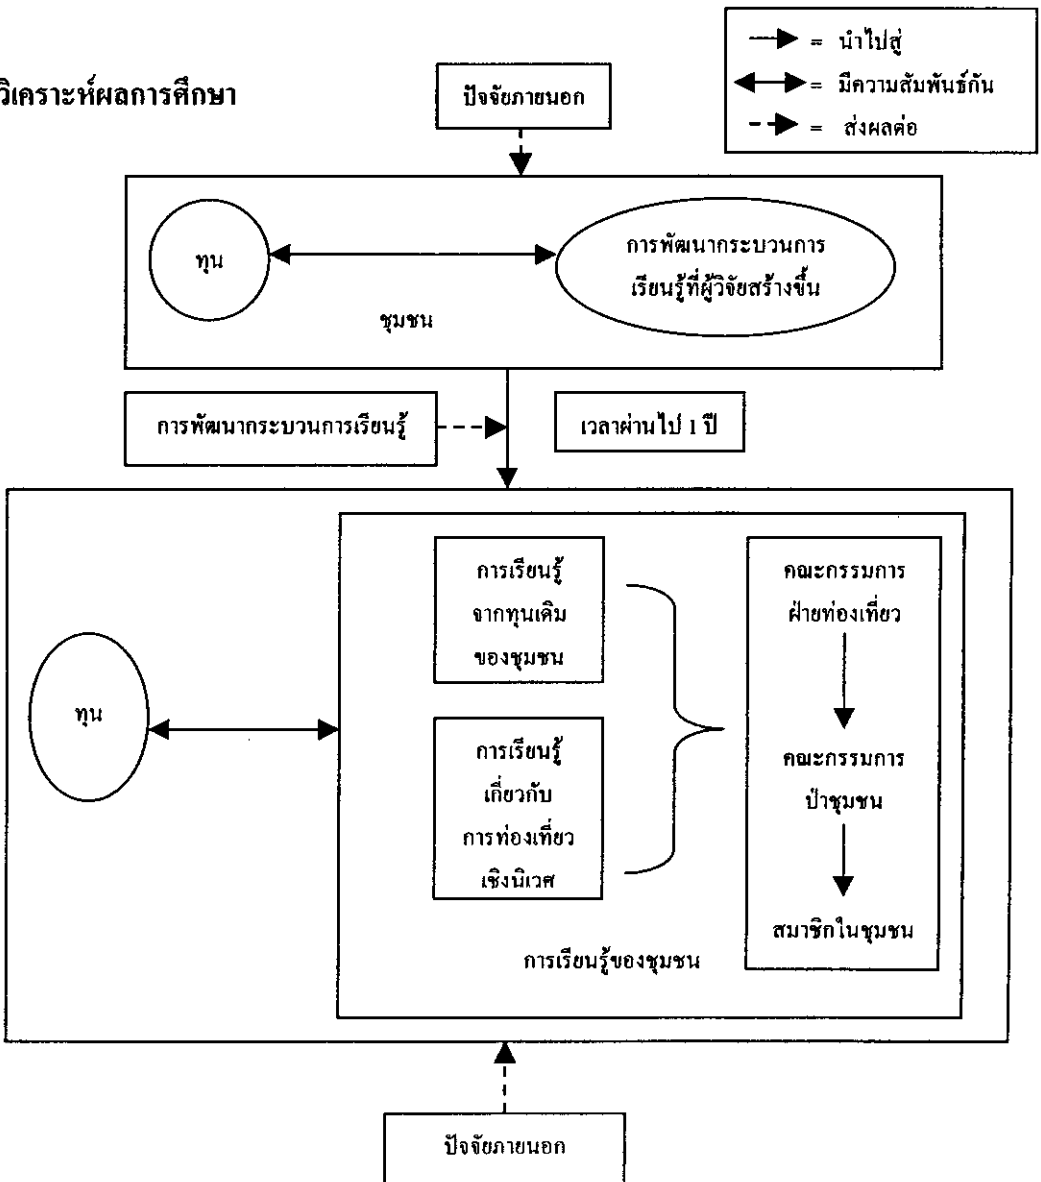 = นำไปสู่
= มีความสัมพันธ์กัน
= ส่งผลต่อ
วิเคราะห์ผลการศึกษา
ปัจจัยภายนอก
ทุน
การพัฒนากระบวนการ
เรียนรู้ที่ผู้วิจัยสร้างขึ้น
ชุมชน
การพัฒนากระบวนการเรียนรู้
เวลาผ่านไป 1 ปี
ทุน
การเรียนรู้
จากทุนเดิม
ของชุมชน
การเรียนรู้
เกี่ยวกับ
การท่องเที่ยว
เชิงนิเวศ
คณะกรรมการ
ฝ่ายท่องเที่ยว
คณะกรรมการ
ป่าชุมชน
สมาชิกในชุมชน
การเรียนรู้ของชุมชน
ปัจจัยภายนอก